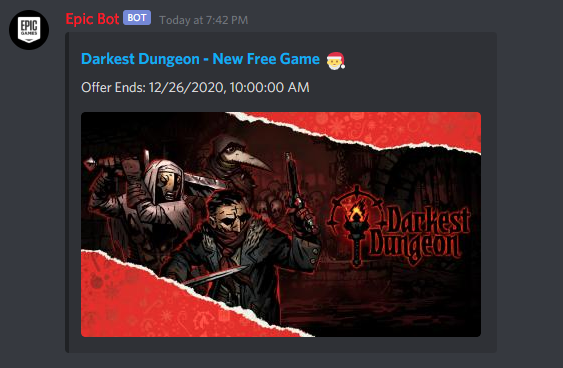 EPIC
GAMES
Epic Bot BOT Today at 7:42 PM
Darkest Dungeon - New Free Game 🎅
Offer Ends: 12/26/2020, 10:00:00 AM
Darkest
Dungeon